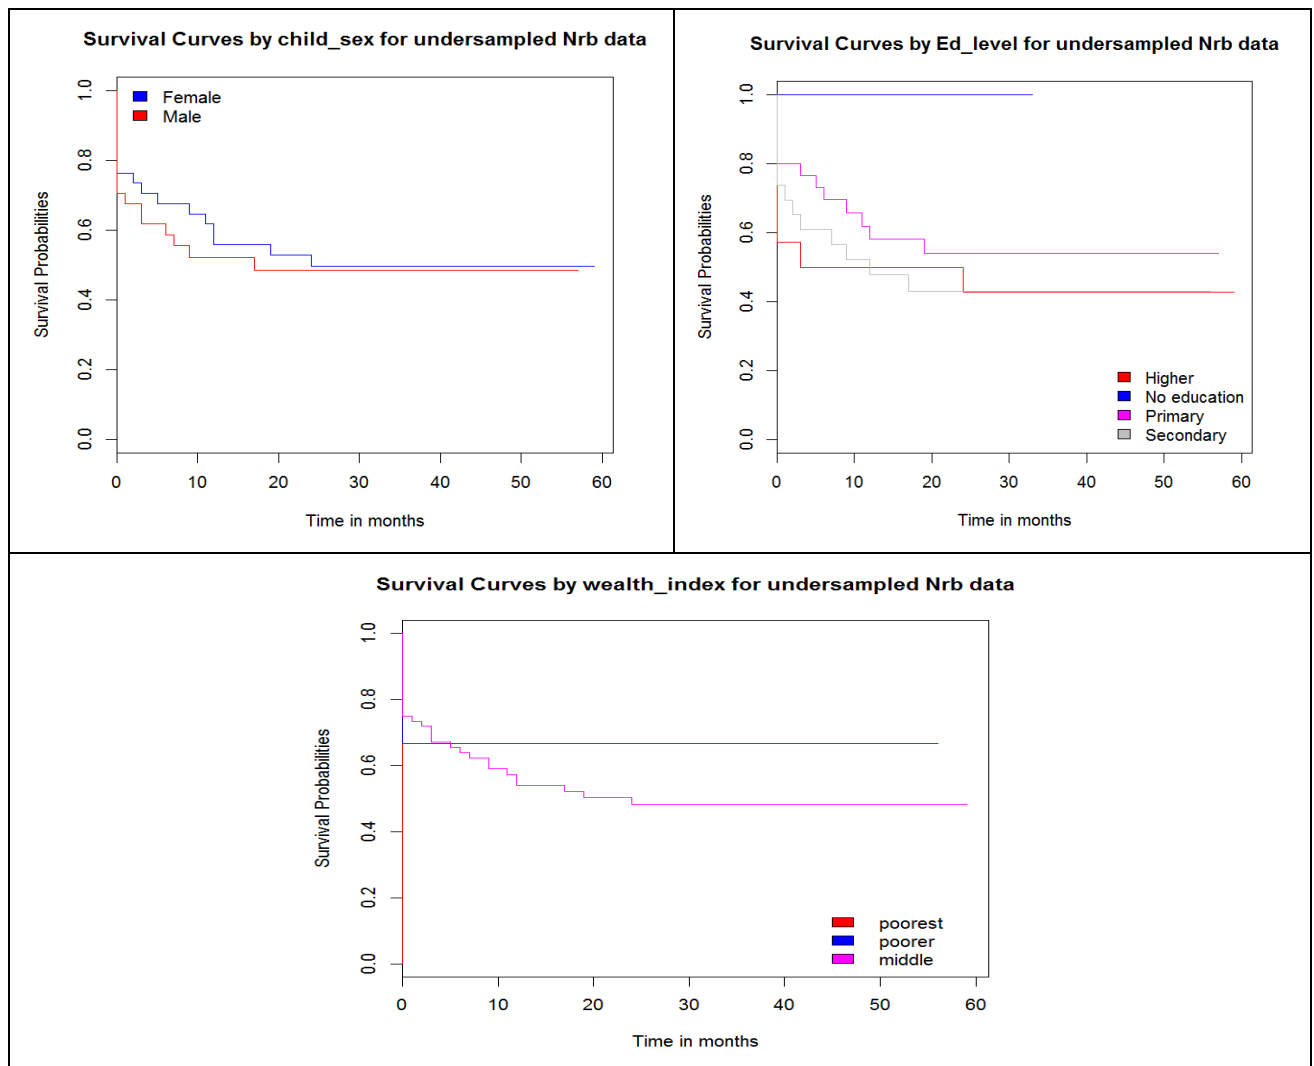 Survival Curves by child_sex for undersampled Nrb data
Female
Male
1.0
0.8
0.6
0.4
0.2
0.0
Survival Probabilities
0 10 20 30 40 50 60
Time in months
Survival Curves by Ed_level for undersampled Nrb data
1.0
0.8
0.6
0.4
0.2
0.0
Survival Probabilities
Higher
No education
Primary
Secondary
0 10 20 30 40 50 60
Time in months
Survival Curves by wealth_index for undersampled Nrb data
1.0
0.8
0.6
0.4
0.2
0.0
Survival Probabilities
poorest
poorer
middle
0 10 20 30 40 50 60
Time in months